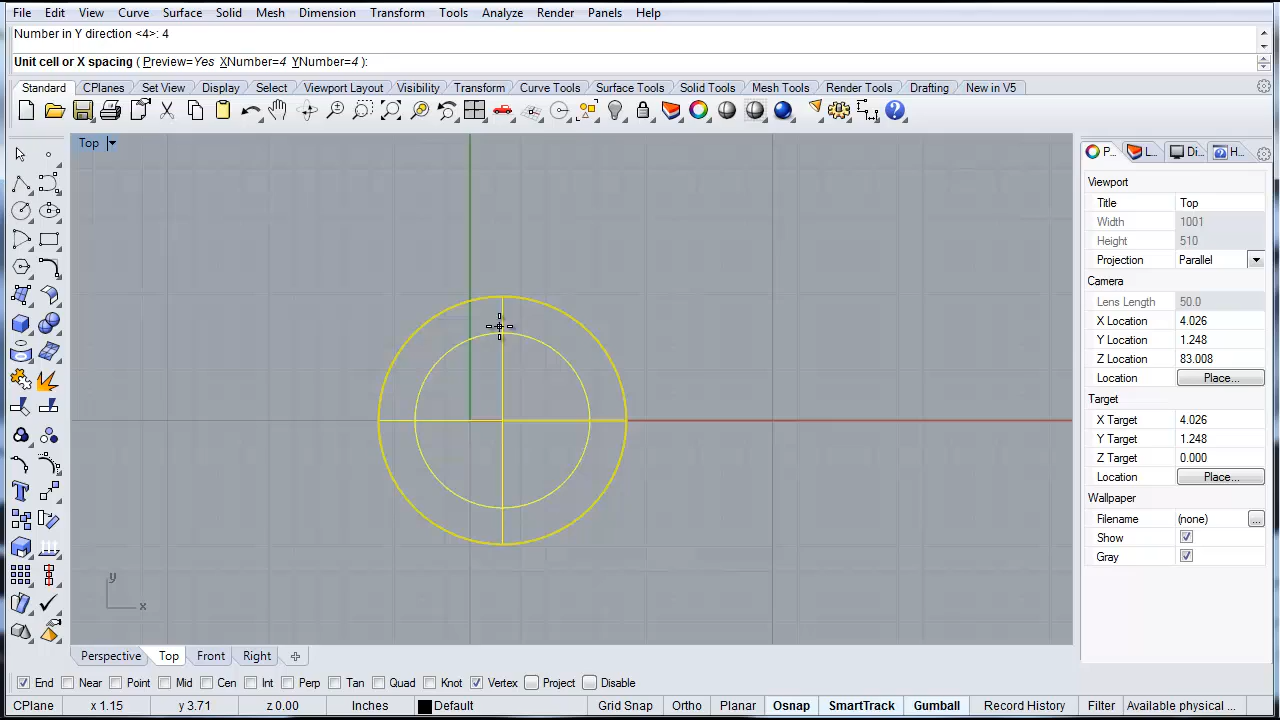 File Edit View Curve Surface Solid Mesh Dimension Transform Tools Analyze Render Panels Help
Number in Y direction <4>: 4
Unit cell or X spacing ( Preview=Yes XNumber=4 YNumber=4 ):
Standard CPlanes Set View Display Select Viewport Layout Visibility Transform Curve Tools Surface Tools Solid Tools Mesh Tools Render Tools Drafting New in V5
Top
P... L... Di... H...
Viewport
Title Top
Width 1001
Height 510
Projection Parallel
Camera
Lens Length 50.0
X Location 4.026
Y Location 1.248
Z Location 83.008
Location Place...
Target
X Target 4.026
Y Target 1.248
Z Target 0.000
Location Place...
Wallpaper
Filename (none) ...
Show
Gray
y
x
Perspective Top Front Right
End Near Point Mid Cen Int Perp Tan Quad Knot Vertex Project Disable
CPlane x 1.15 y 3.71 z 0.00 Inches Default Grid Snap Ortho Planar Osnap SmartTrack Gumball Record History Filter Available physical ...